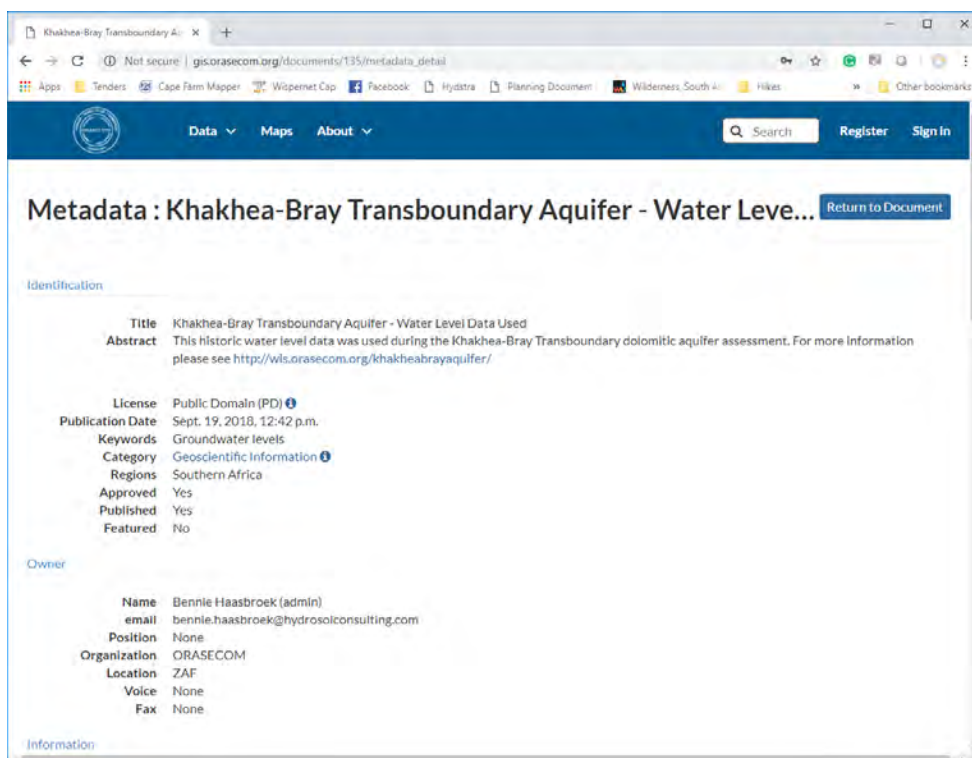 Khakhea-Bray Transboundary A
Not secure | gis.orasecom.org/documents/135/metadata_detail
Apps Tenders Cape Farm Mapper Wispernet Cap Facebook Hydstra Planning Document Wilderness, South A Hikes » Other bookmarks
Data Maps About Search Register Sign in
Metadata : Khakhea-Bray Transboundary Aquifer - Water Leve... Return to Document
Identification
Title Khakhea-Bray Transboundary Aquifer - Water Level Data Used
Abstract This historic water level data was used during the Khakhea-Bray Transboundary dolomitic aquifer assessment. For more information
please see http://wis.orasecom.org/khakheabrayaquifer/
License Public Domain (PD)
Publication Date Sept. 19, 2018, 12:42 p.m.
Keywords Groundwater levels
Category Geoscientific Information
Regions Southern Africa
Approved Yes
Published Yes
Featured No
Owner
Name Bennie Haasbroek (admin)
email bennie.haasbroek@hydrosolconsulting.com
Position None
Organization ORASECOM
Location ZAF
Voice None
Fax None
Information